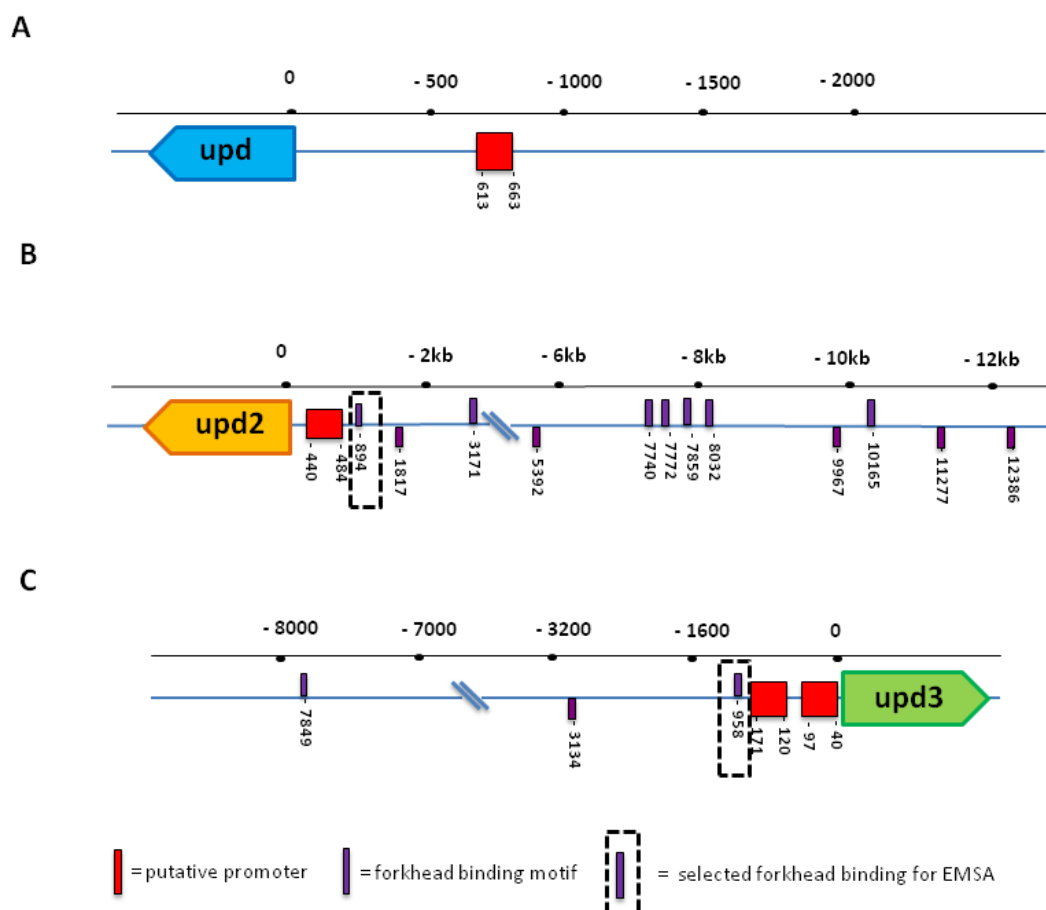 A
0 - 500 - 1000 - 1500 - 2000
upd
- 613 - 663
B
0 - 2kb - 6kb - 8kb - 10kb - 12kb
upd2
- 440 - 484 - 894 - 1817 - 3171 - 5392 - 7740 - 7772 - 7859 - 8032 - 9967 - 10165 - 11277 - 12386
C
- 8000 - 7000 - 3200 - 1600 0
upd3
- 7849 - 3134 - 958 - 171 - 120 - 97 - 40
= putative promoter = forkhead binding motif = selected forkhead binding for EMSA